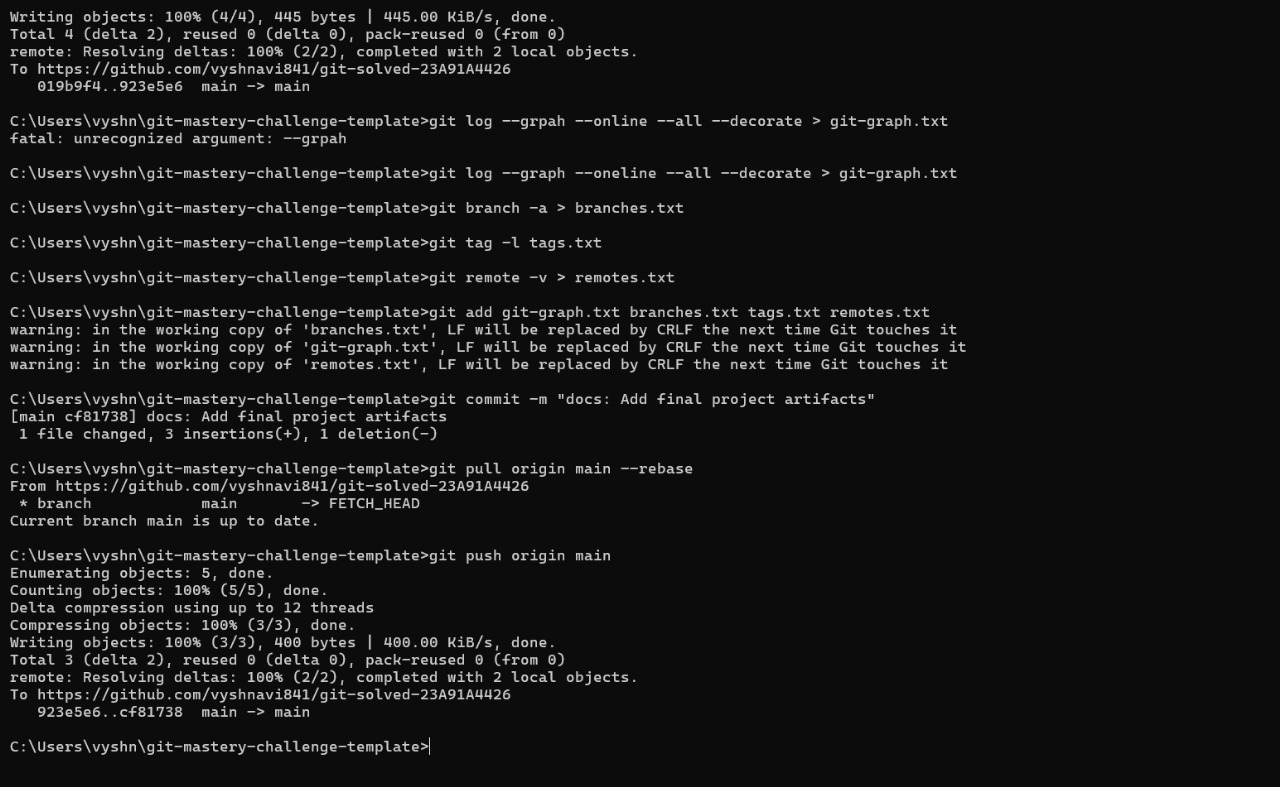 Writing objects: 100% (4/4), 445 bytes | 445.00 KiB/s, done.
Total 4 (delta 2), reused 0 (delta 0), pack-reused 0 (from 0)
remote: Resolving deltas: 100% (2/2), completed with 2 local objects.
To https://github.com/vyshnavi841/git-solved-23A91A4426
   019b9f4..923e5e6  main -> main

C:\Users\vyshn\git-mastery-challenge-template>git log --grpah --online --all --decorate > git-graph.txt
fatal: unrecognized argument: --grpah

C:\Users\vyshn\git-mastery-challenge-template>git log --graph --oneline --all --decorate > git-graph.txt

C:\Users\vyshn\git-mastery-challenge-template>git branch -a > branches.txt

C:\Users\vyshn\git-mastery-challenge-template>git tag -l tags.txt

C:\Users\vyshn\git-mastery-challenge-template>git remote -v > remotes.txt

C:\Users\vyshn\git-mastery-challenge-template>git add git-graph.txt branches.txt tags.txt remotes.txt
warning: in the working copy of 'branches.txt', LF will be replaced by CRLF the next time Git touches it
warning: in the working copy of 'git-graph.txt', LF will be replaced by CRLF the next time Git touches it
warning: in the working copy of 'remotes.txt', LF will be replaced by CRLF the next time Git touches it

C:\Users\vyshn\git-mastery-challenge-template>git commit -m "docs: Add final project artifacts"
[main cf81738] docs: Add final project artifacts
 1 file changed, 3 insertions(+), 1 deletion(-)

C:\Users\vyshn\git-mastery-challenge-template>git pull origin main --rebase
From https://github.com/vyshnavi841/git-solved-23A91A4426
 * branch            main       -> FETCH_HEAD
Current branch main is up to date.

C:\Users\vyshn\git-mastery-challenge-template>git push origin main
Enumerating objects: 5, done.
Counting objects: 100% (5/5), done.
Delta compression using up to 12 threads
Compressing objects: 100% (3/3), done.
Writing objects: 100% (3/3), 400 bytes | 400.00 KiB/s, done.
Total 3 (delta 2), reused 0 (delta 0), pack-reused 0 (from 0)
remote: Resolving deltas: 100% (2/2), completed with 2 local objects.
To https://github.com/vyshnavi841/git-solved-23A91A4426
   923e5e6..cf81738  main -> main

C:\Users\vyshn\git-mastery-challenge-template>